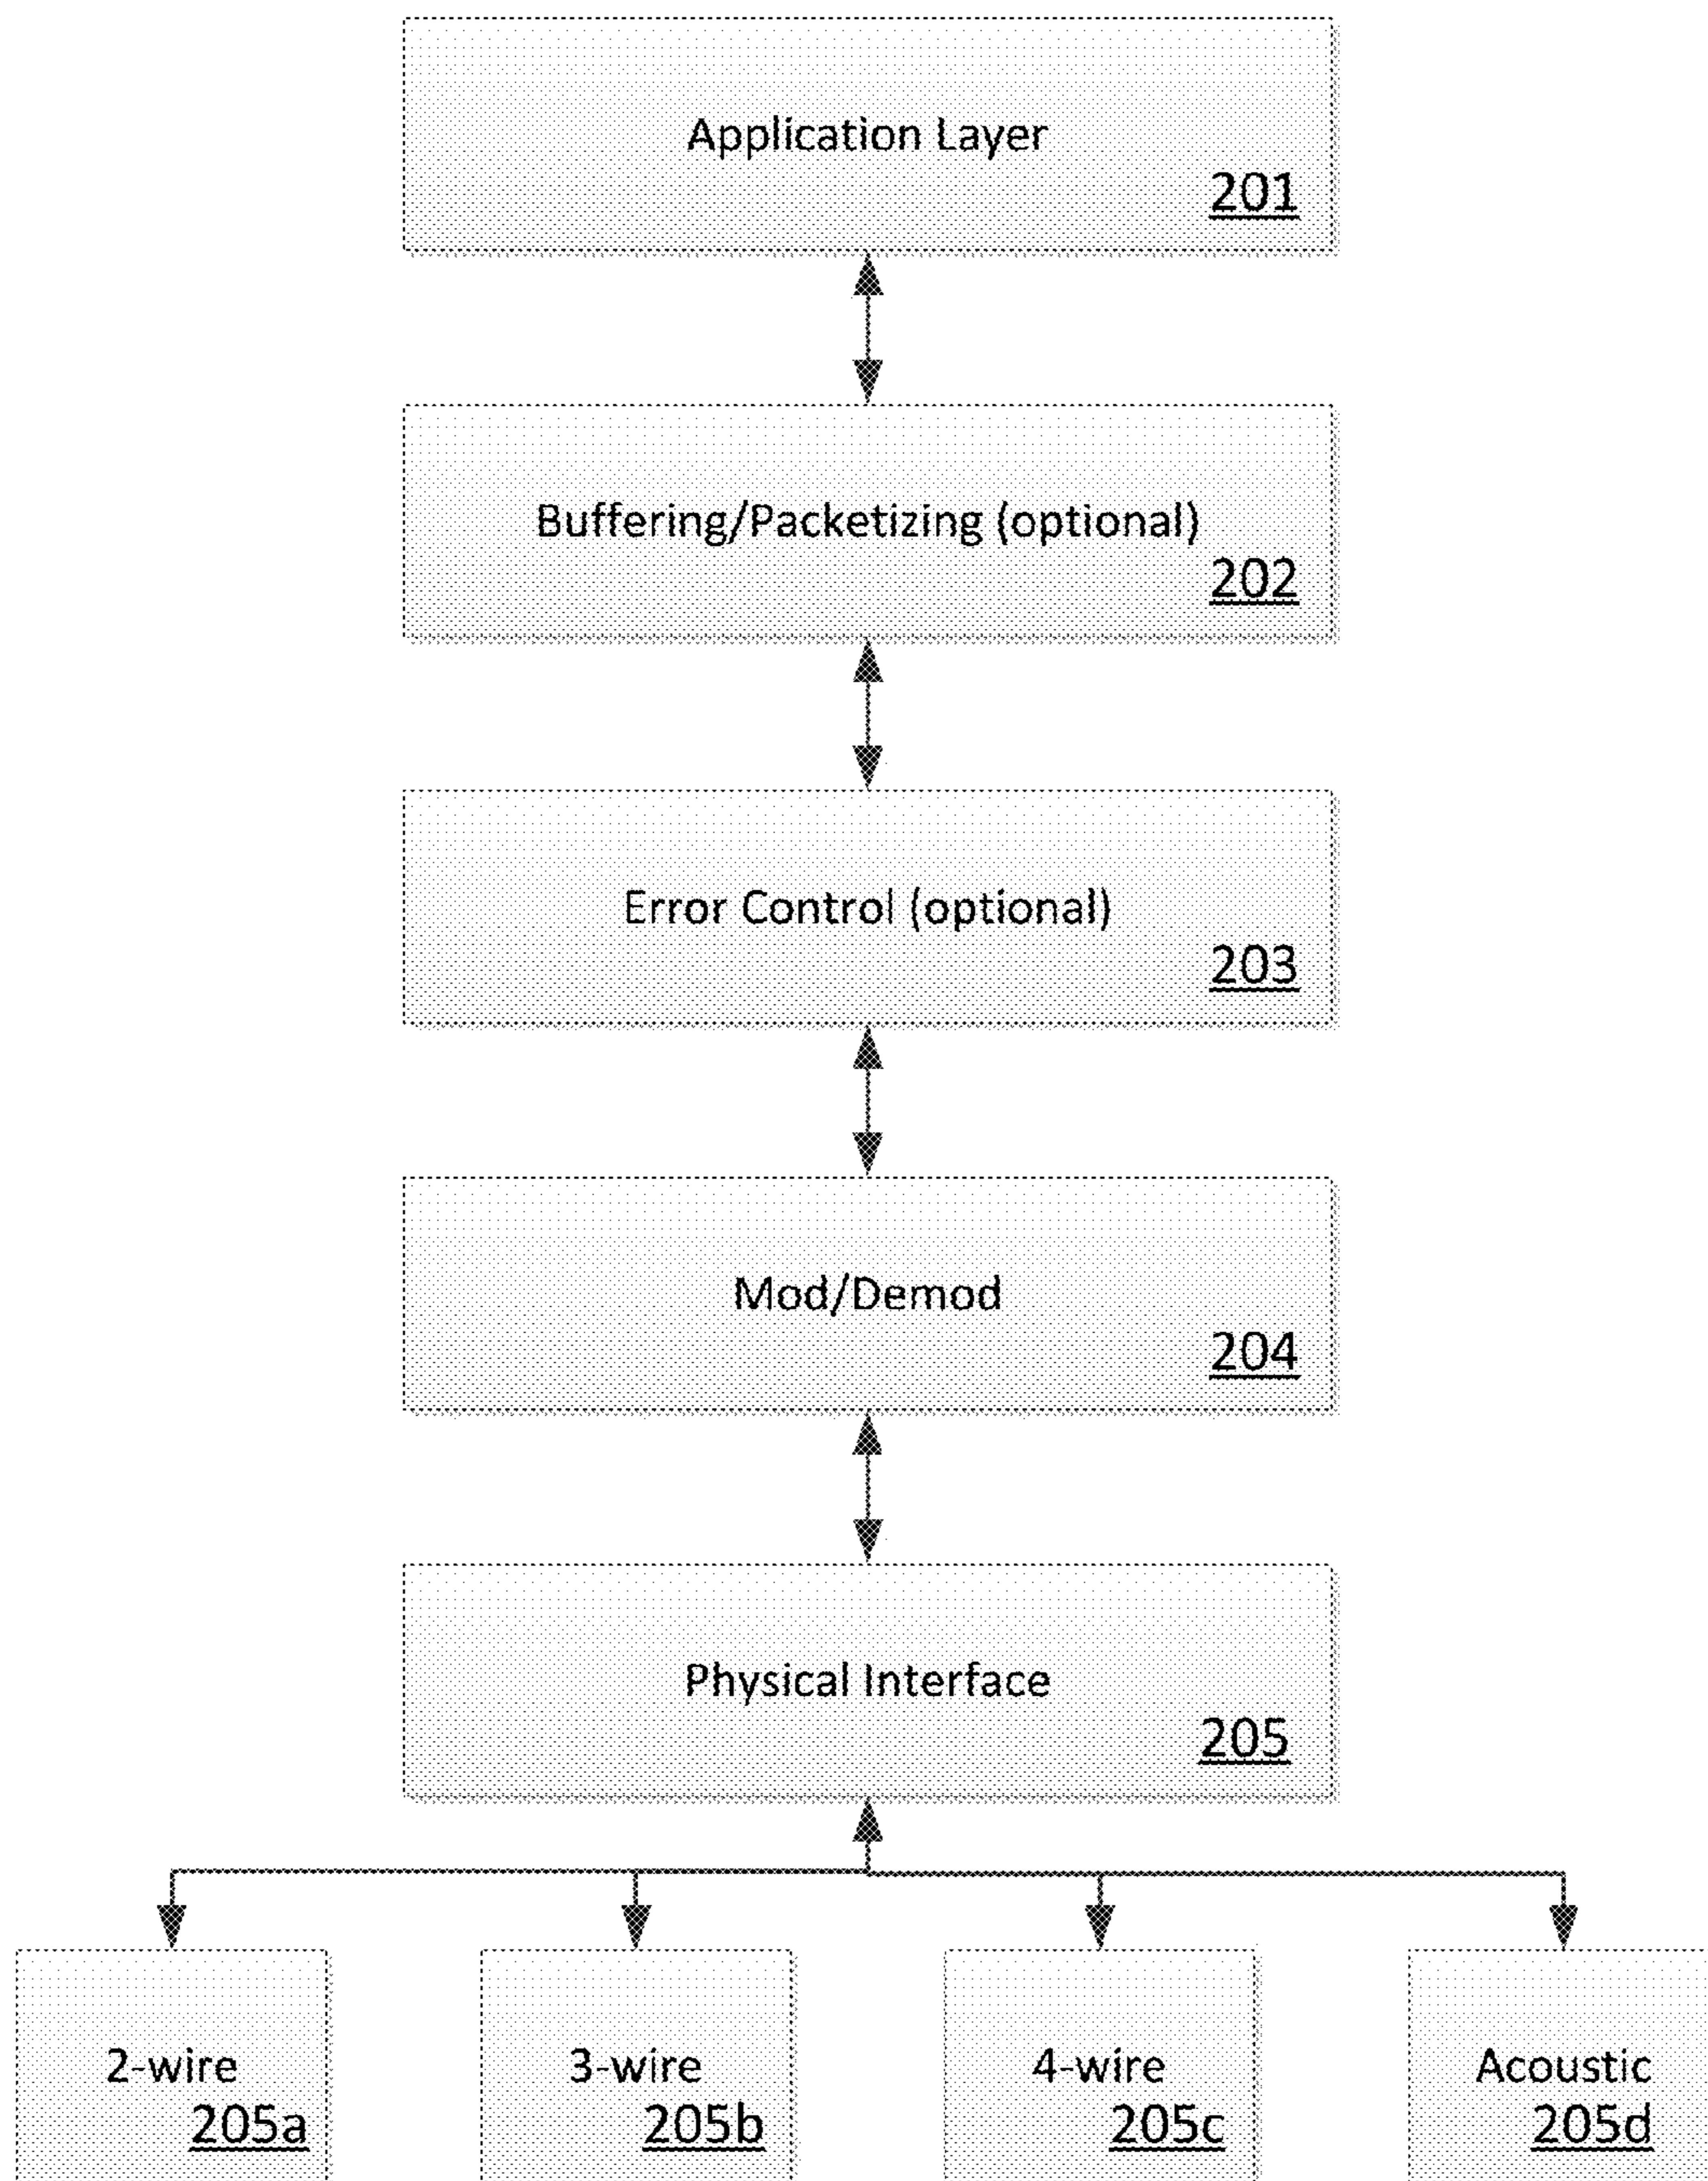 Application Layer
201
Buffering/Packetizing (optional)
202
Error Control (optional)
203
Mod/Demod
204
Physical Interface
205
2-wire
205a
3-wire
205b
4-wire
205c
Acoustic
205d